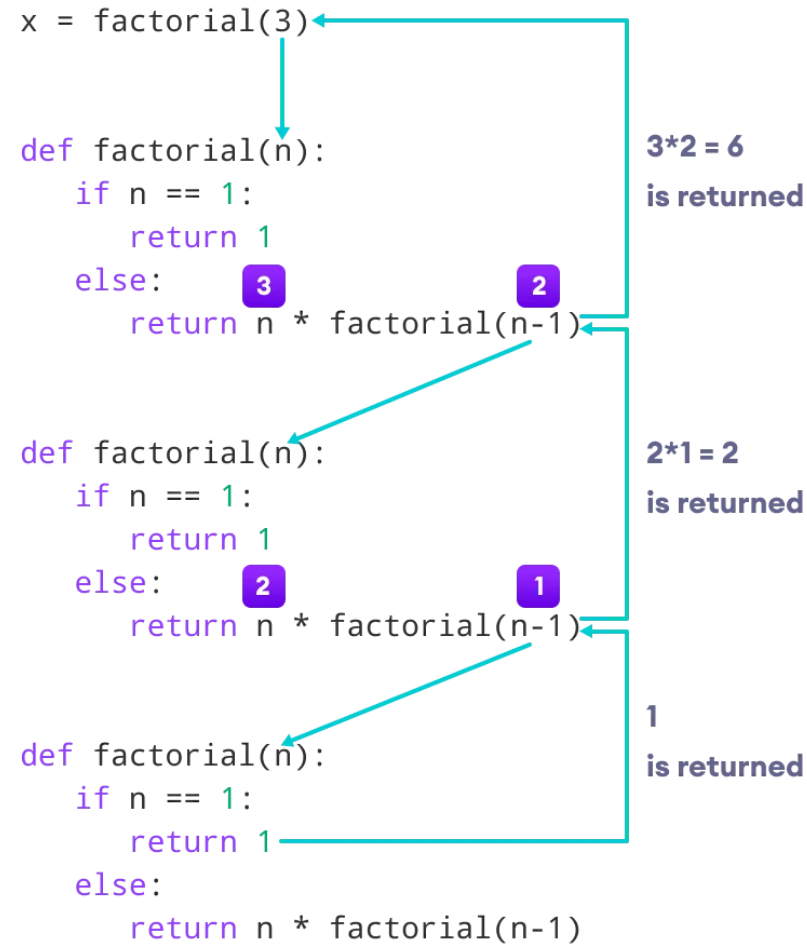 x = factorial(3)
def factorial(n):
3*2 = 6
if n == 1:
is returned
return 1
else:
3
2
return n * factorial(n-1)
def factorial(n):
2*1 = 2
if n == 1:
is returned
return 1
else:
2
1
return n * factorial(n-1)
1
def factorial(n):
is returned
if n == 1:
return 1
else:
return n * factorial(n-1)